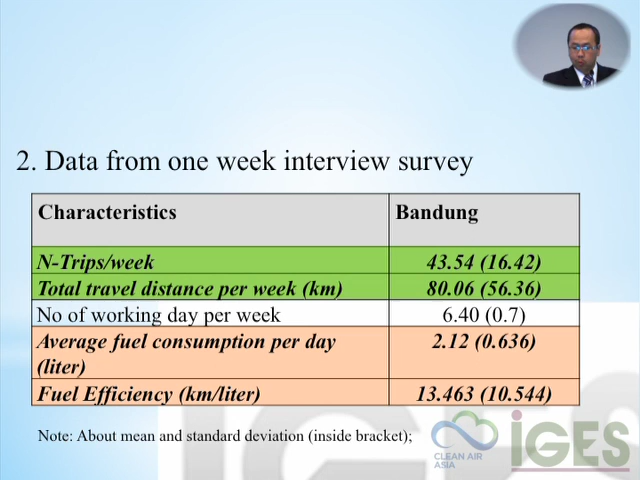 2. Data from one week interview survey
Characteristics Bandung
N-Trips/week 43.54 (16.42)
Total travel distance per week (km) 80.06 (56.36)
No of working day per week 6.40 (0.7)
Average fuel consumption per day 2.12 (0.636)
(liter)
Fuel Efficiency (km/liter) 13.463 (10.544)
Note: About mean and standard deviation (inside bracket);
CLEAN AIR
ASIA
iGES